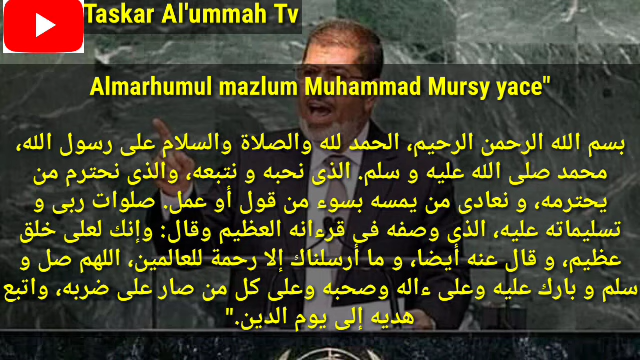 Taskar Al'ummah Tv
Almarhumul mazlum Muhammad Mursy yace"
بسم الله الرحمن الرحيم، الحمد لله والصلاة والسلام على رسول الله،
محمد صلى الله عليه و سلم. الذى نحبه و نتبعه، والذى نحترم من
يحترمه، و نعادى من يمسه بسوء من قول أو عمل. صلوات ربى و
تسليماته عليه، الذى وصفه فى قرءانه العظيم وقال: وإنك لعلى خلق
عظيم، و قال عنه أيضا، و ما أرسلناك إلا رحمة للعالمين، اللهم صل و
سلم و بارك عليه وعلى ءاله وصحبه وعلى كل من صار على ضربه، واتبع
هديه إلى يوم الدين."